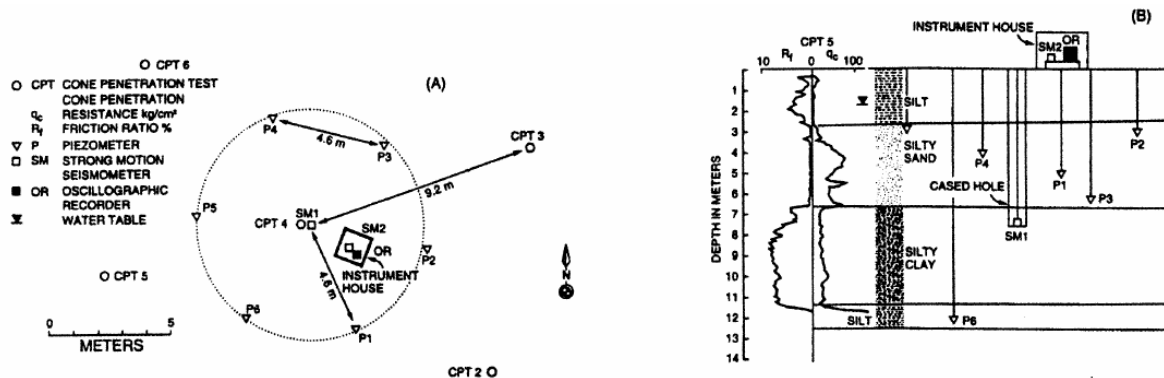 (A)
CPT 6
CPT CONE PENETRATION TEST
CONE PENETRATION
qc RESISTANCE kg/cm²
Rf FRICTION RATIO %
P PIEZOMETER
SM STRONG MOTION
SEISMOMETER
OR OSCILLOGRAPHIC
RECORDER
WATER TABLE
P4
4.6 m
P3
CPT 3
9.2 m
P5
CPT 4
SM1
SM2
OR
INSTRUMENT
HOUSE
P2
4.6 m
CPT 5
P6
P1
N
0 5
METERS
CPT 2
(B)
INSTRUMENT HOUSE
SM2
OR
CPT 5
Rf qc
10 0 100
DEPTH IN METERS
1
2
3
4
5
6
7
8
9
10
11
12
13
14
SILT
SILTY
SAND
P4
P1
P2
P3
CASED HOLE
SM1
SILTY
CLAY
SILT
P6